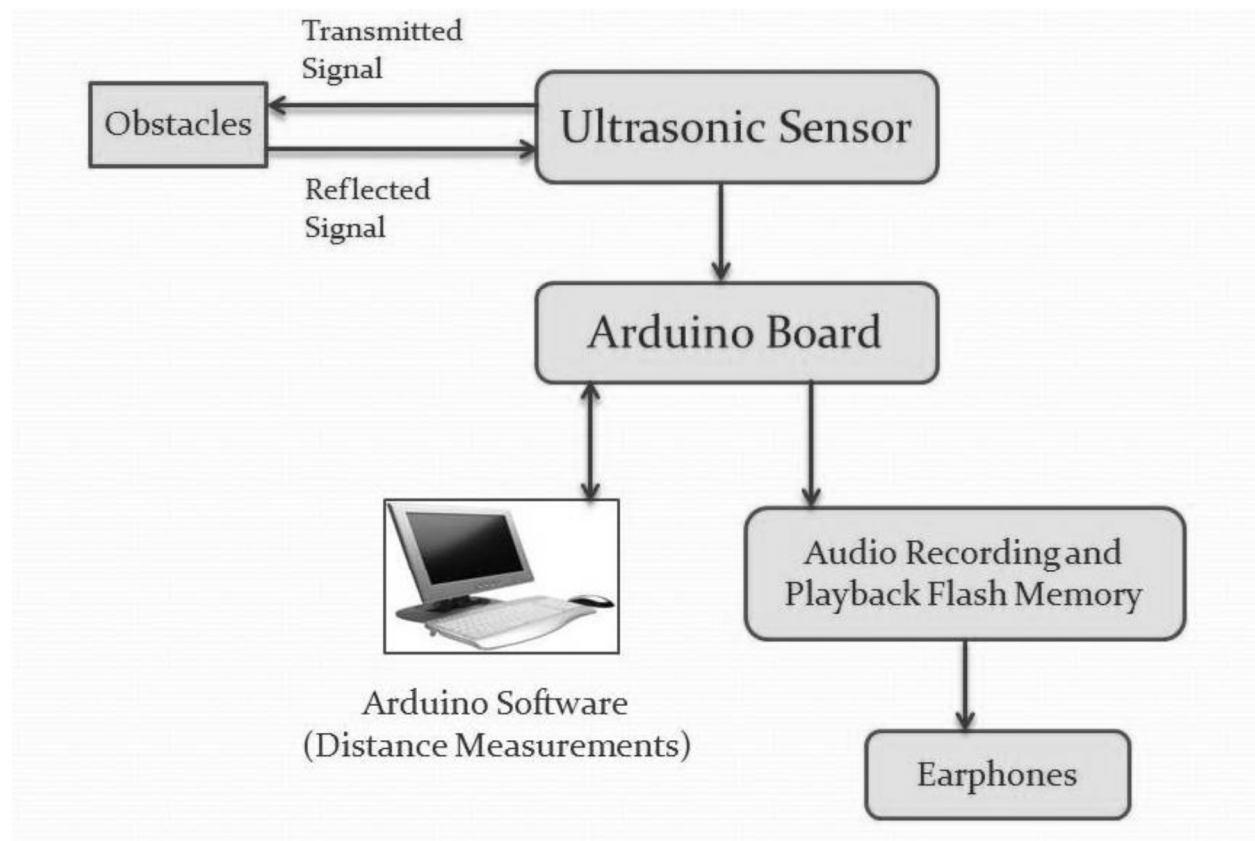 Transmitted
Signal
Obstacles
Ultrasonic Sensor
Reflected
Signal
Arduino Board
Audio Recording and
Playback Flash Memory
Arduino Software
(Distance Measurements)
Earphones